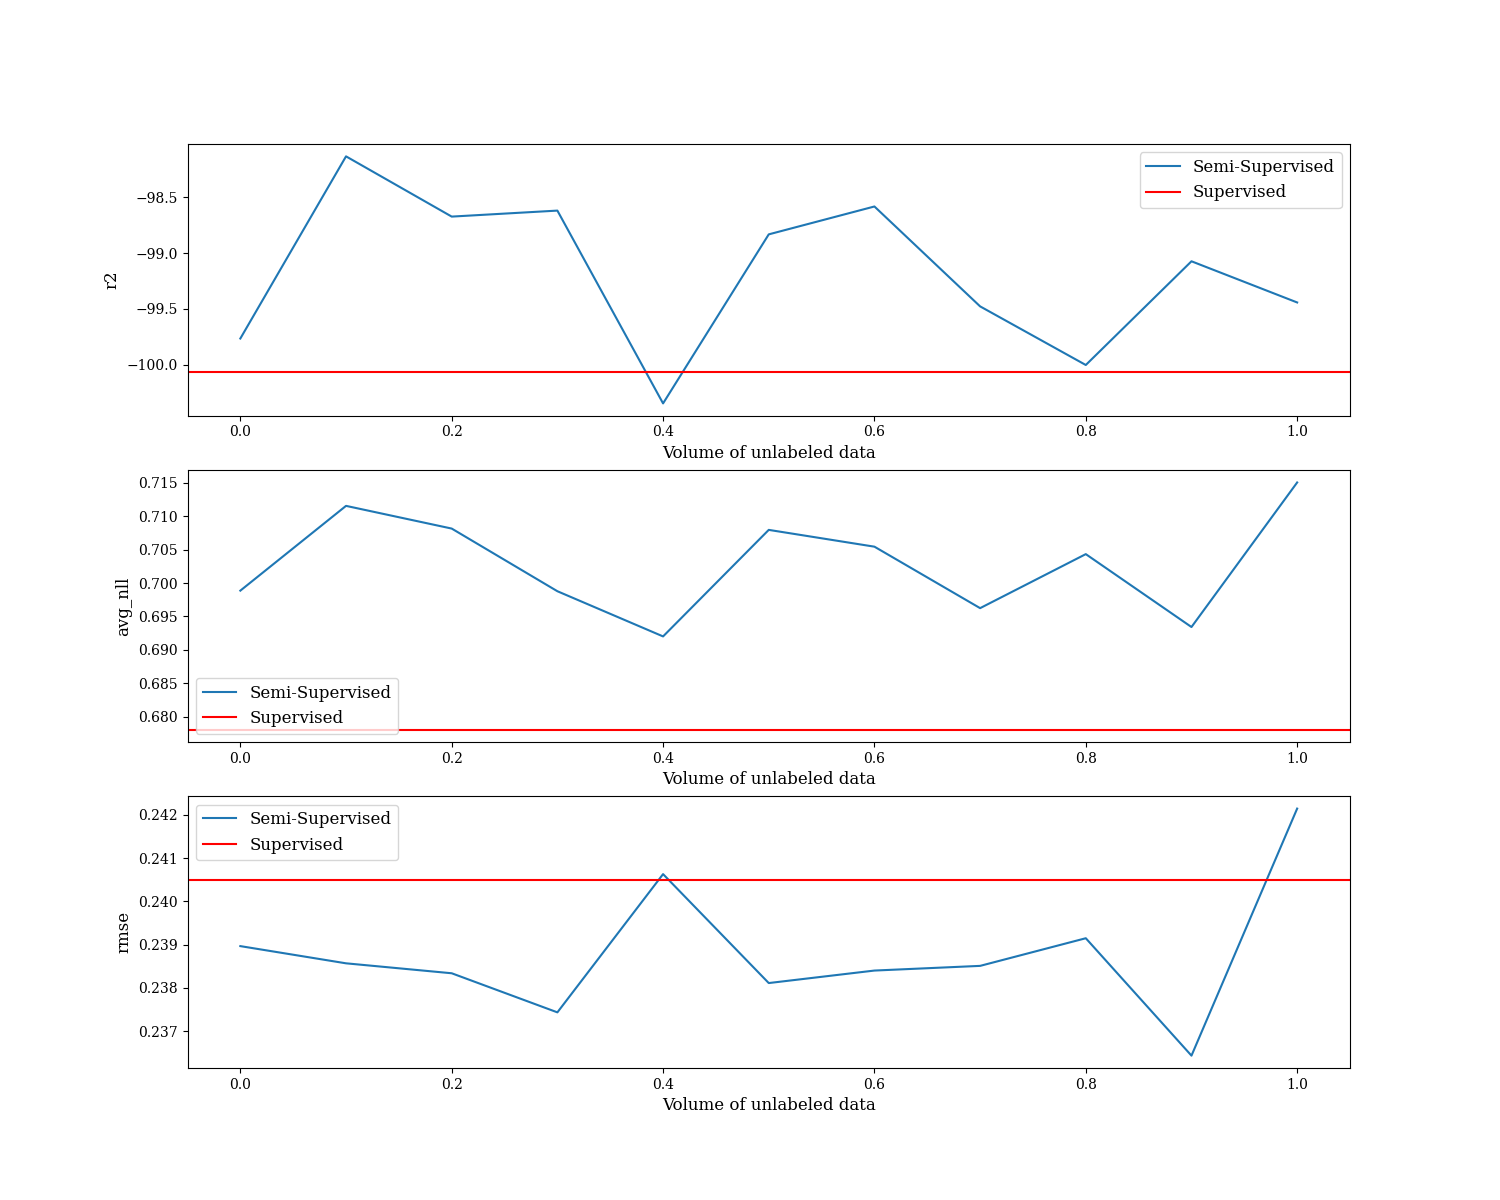 Semi-Supervised
Supervised
−98.5
−99.0
−99.5
−100.0
r2
0.0 0.2 0.4 0.6 0.8 1.0
Volume of unlabeled data
0.715
0.710
0.705
0.700
0.695
0.690
0.685
0.680
avg_nll
Semi-Supervised
Supervised
0.0 0.2 0.4 0.6 0.8 1.0
Volume of unlabeled data
Semi-Supervised
Supervised
0.242
0.241
0.240
0.239
0.238
0.237
rmse
0.0 0.2 0.4 0.6 0.8 1.0
Volume of unlabeled data